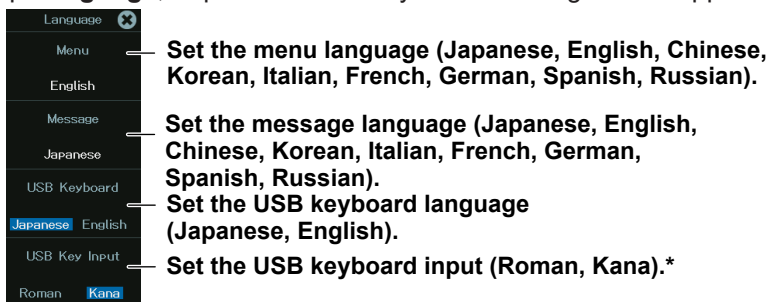 Language
Menu
English
Message
Japanese
USB Keyboard
Japanese English
USB Key Input
Roman Kana
Set the menu language (Japanese, English, Chinese,
Korean, Italian, French, German, Spanish, Russian).
Set the message language (Japanese, English,
Chinese, Korean, Italian, French, German,
Spanish, Russian).
Set the USB keyboard language
(Japanese, English).
Set the USB keyboard input (Roman, Kana).*